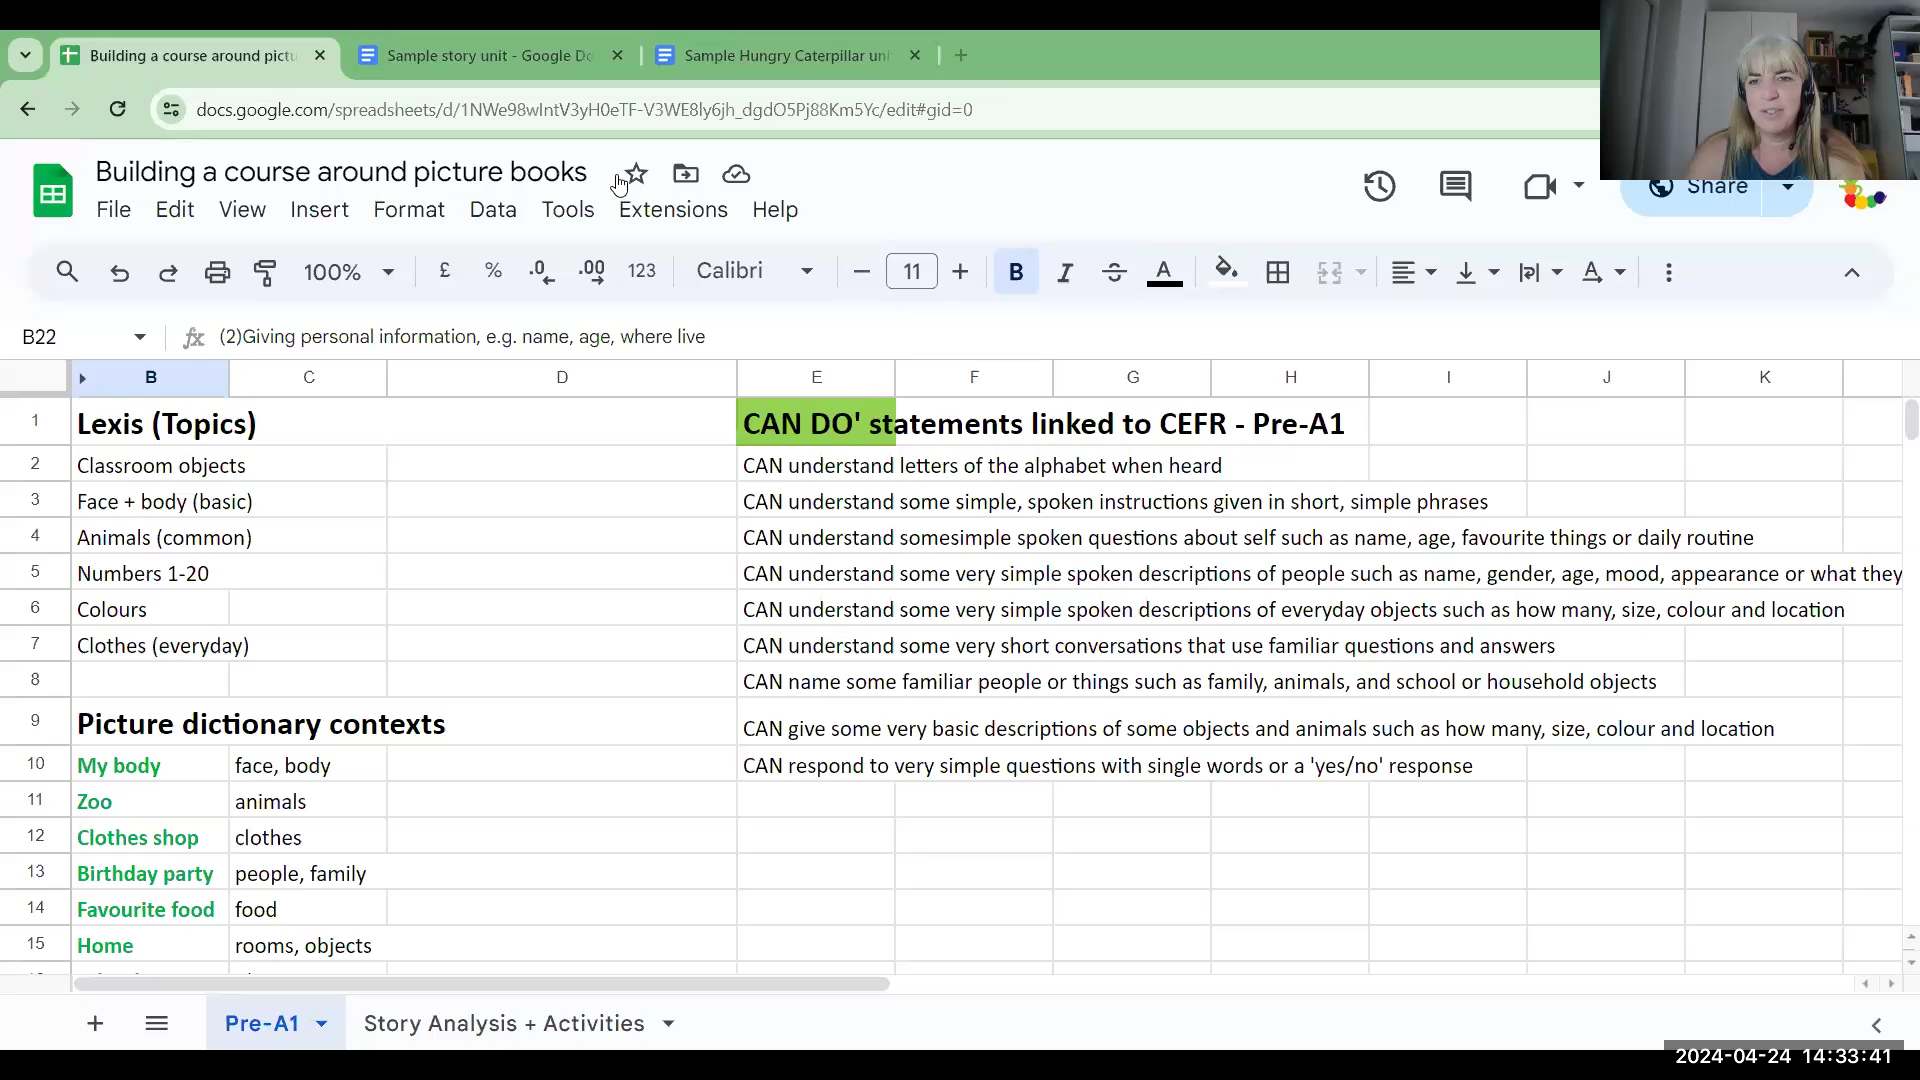 Building a course around pictu
Sample story unit - Google Do
Sample Hungry Caterpillar uni
docs.google.com/spreadsheets/d/1NWe98wIntV3yH0eTF-V3WE8ly6jh_dgdO5Pj88Km5Yc/edit#gid=0
Building a course around picture books
Share
File Edit View Insert Format Data Tools Extensions Help
100% £ % .0 .00 123 Calibri 11 B I S A
B22 fx (2)Giving personal information, e.g. name, age, where live
B C D E F G H I J K
1 Lexis (Topics) CAN DO' statements linked to CEFR - Pre-A1
2 Classroom objects CAN understand letters of the alphabet when heard
3 Face + body (basic) CAN understand some simple, spoken instructions given in short, simple phrases
4 Animals (common) CAN understand somesimple spoken questions about self such as name, age, favourite things or daily routine
5 Numbers 1-20 CAN understand some very simple spoken descriptions of people such as name, gender, age, mood, appearance or what they
6 Colours CAN understand some very simple spoken descriptions of everyday objects such as how many, size, colour and location
7 Clothes (everyday) CAN understand some very short conversations that use familiar questions and answers
8 CAN name some familiar people or things such as family, animals, and school or household objects
9 Picture dictionary contexts CAN give some very basic descriptions of some objects and animals such as how many, size, colour and location
10 My body face, body CAN respond to very simple questions with single words or a 'yes/no' response
11 Zoo animals
12 Clothes shop clothes
13 Birthday party people, family
14 Favourite food food
15 Home rooms, objects
Pre-A1 Story Analysis + Activities
2024-04-24 14:33:41